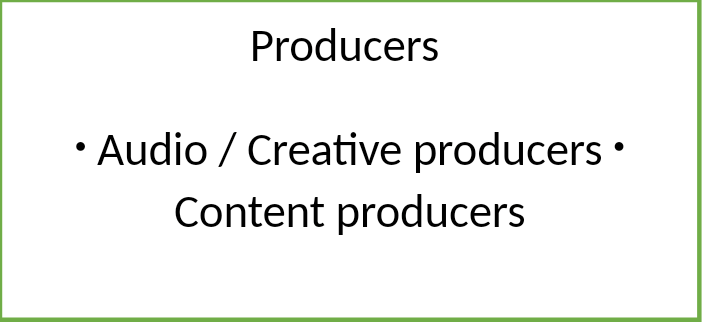 Producers
• Audio / Creative producers •
Content producers